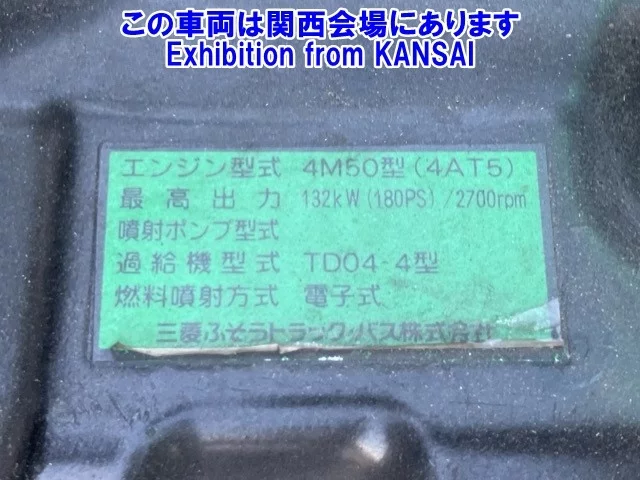 この車両は関西会場にあります
Exhibition from KANSAI
エンジン型式 4M50型(4AT5)
最高出力 132kW(180PS)/2700rpm
噴射ポンプ型式
過給機型式 TD04-4型
燃料噴射方式 電子式
三菱ふそうトラック・バス株式会社